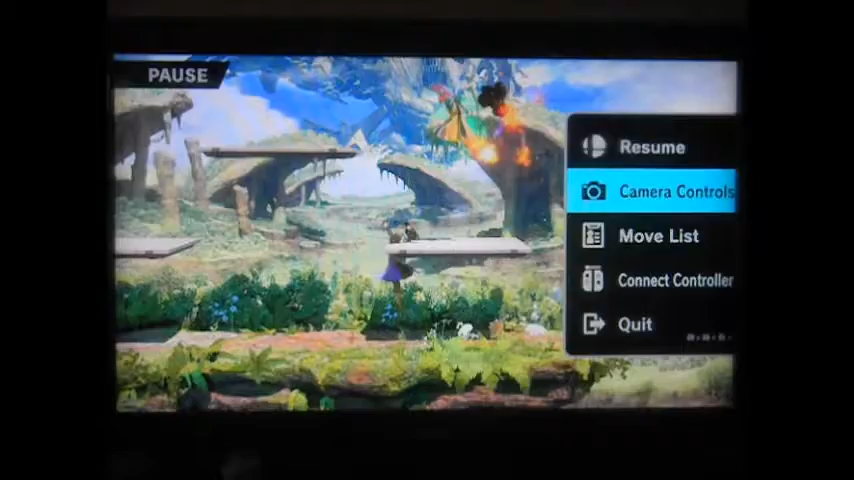 PAUSE
Resume
Camera Controls
Move List
Connect Controller
Quit